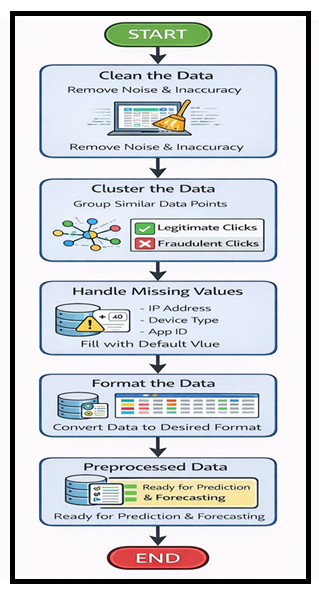 START
Clean the Data
Remove Noise & Inaccuracy
Remove Noise & Inaccuracy
Cluster the Data
Group Similar Data Points
Legitimate Clicks
Fraudulent Clicks
Handle Missing Values
- IP Address
- Device Type
- App ID
Fill with Default Vlue
Format the Data
Convert Data to Desired Format
Preprocessed Data
Ready for Prediction
& Forecasting
Ready for Prediction & Forecasting
END